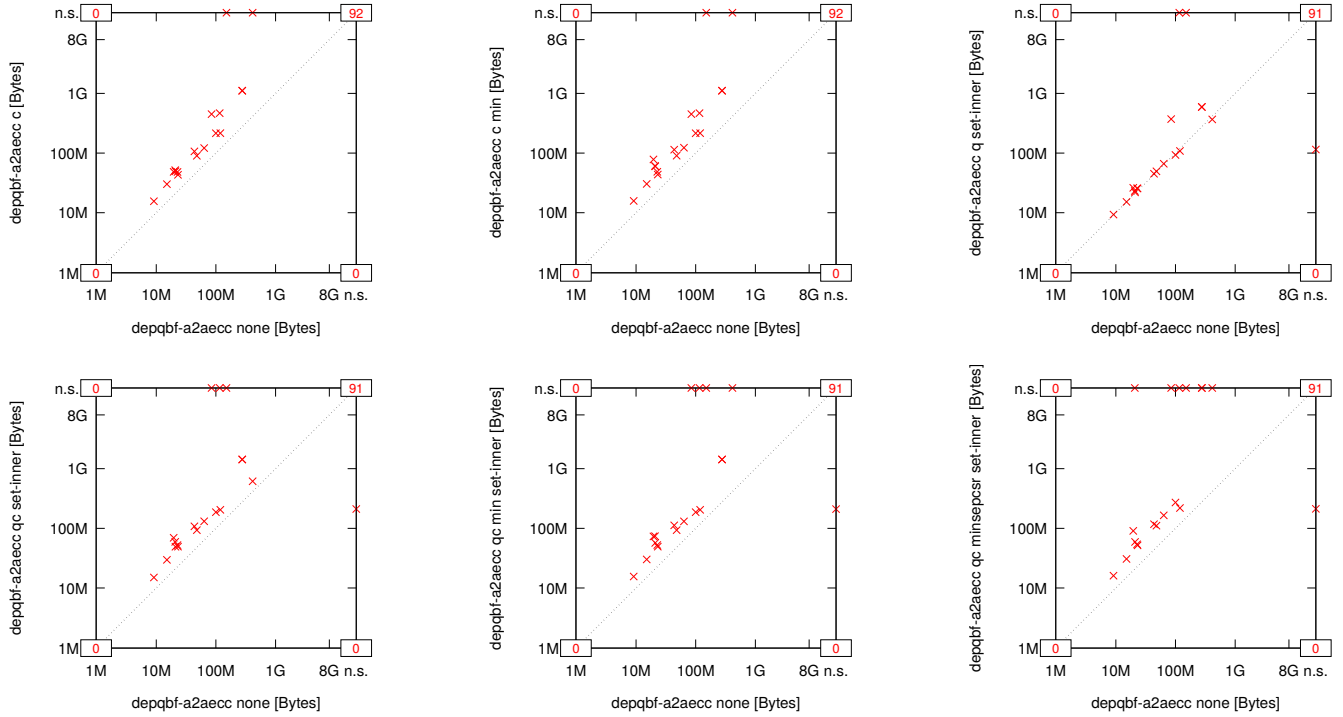 depqbf-a2aecc c [Bytes]
n.s.
8G
1G
100M
10M
1M
0
92
0
0
1M 10M 100M 1G 8G n.s.
depqbf-a2aecc none [Bytes]
depqbf-a2aecc c min [Bytes]
n.s.
8G
1G
100M
10M
1M
0
92
0
0
1M 10M 100M 1G 8G n.s.
depqbf-a2aecc none [Bytes]
depqbf-a2aecc q set-inner [Bytes]
n.s.
8G
1G
100M
10M
1M
0
91
0
0
1M 10M 100M 1G 8G n.s.
depqbf-a2aecc none [Bytes]
depqbf-a2aecc qc set-inner [Bytes]
n.s.
8G
1G
100M
10M
1M
0
91
0
0
1M 10M 100M 1G 8G n.s.
depqbf-a2aecc none [Bytes]
depqbf-a2aecc qc min set-inner [Bytes]
n.s.
8G
1G
100M
10M
1M
0
91
0
0
1M 10M 100M 1G 8G n.s.
depqbf-a2aecc none [Bytes]
depqbf-a2aecc qc minsepcsr set-inner [Bytes]
n.s.
8G
1G
100M
10M
1M
0
91
0
0
1M 10M 100M 1G 8G n.s.
depqbf-a2aecc none [Bytes]